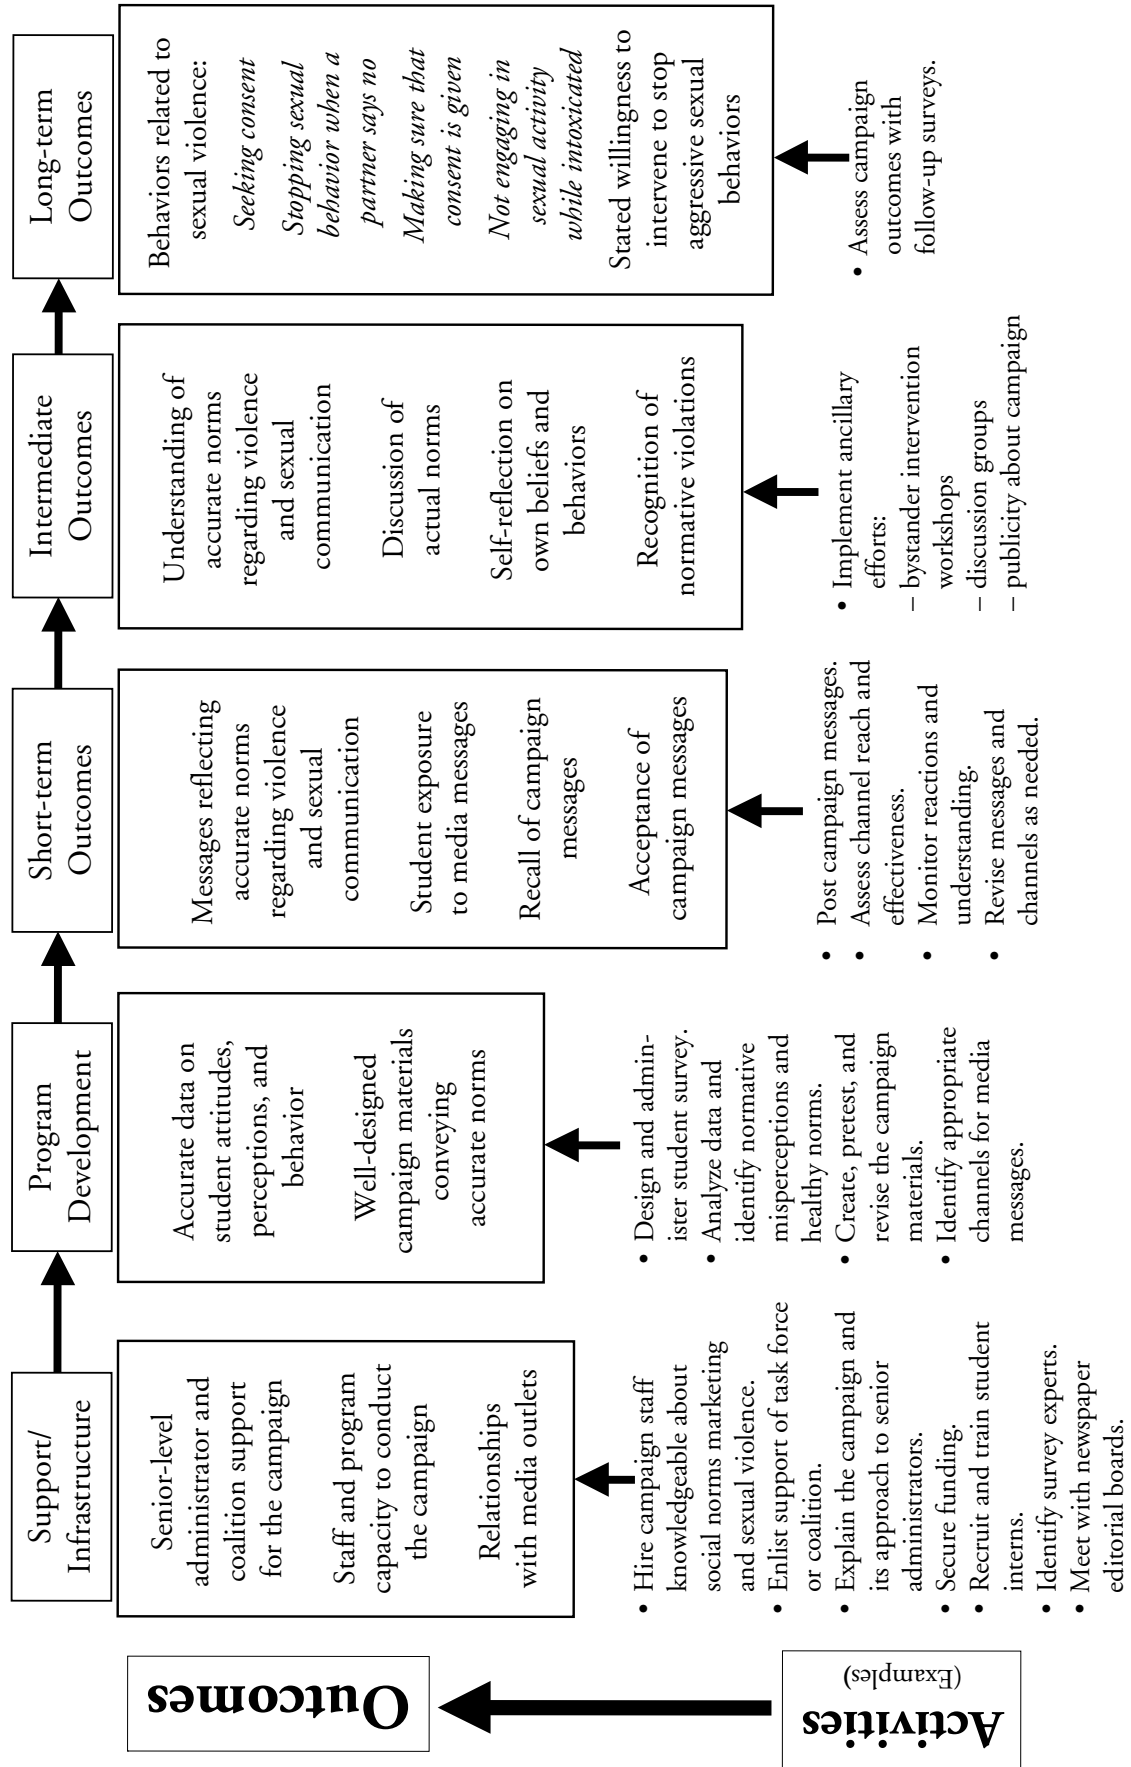 Support/
Infrastructure
Program
Development
Short-term
Outcomes
Intermediate
Outcomes
Long-term
Outcomes
Outcomes
Senior-level
administrator and
coalition support
for the campaign
Staff and program
capacity to conduct
the campaign
Relationships
with media outlets
Accurate data on
student attitudes,
perceptions, and
behavior
Well-designed
campaign materials
conveying
accurate norms
Messages reflecting
accurate norms
regarding violence
and sexual
communication
Student exposure
to media messages
Recall of campaign
messages
Acceptance of
campaign messages
Understanding of
accurate norms
regarding violence
and sexual
communication
Discussion of
actual norms
Self-reflection on
own beliefs and
behaviors
Recognition of
normative violations
Behaviors related to
sexual violence:
Seeking consent
Stopping sexual
behavior when a
partner says no
Making sure that
consent is given
Not engaging in
sexual activity
while intoxicated
Stated willingness to
intervene to stop
aggressive sexual
behaviors
Activities
(Examples)
• Hire campaign staff
knowledgeable about
social norms marketing
and sexual violence.
• Enlist support of task force
or coalition.
• Explain the campaign and
its approach to senior
administrators.
• Secure funding.
• Recruit and train student
interns.
• Identify survey experts.
• Meet with newspaper
editorial boards.
• Design and admin-
ister student survey.
• Analyze data and
identify normative
misperceptions and
healthy norms.
• Create, pretest, and
revise the campaign
materials.
• Identify appropriate
channels for media
messages.
• Post campaign messages.
• Assess channel reach and
effectiveness.
• Monitor reactions and
understanding.
• Revise messages and
channels as needed.
• Implement ancillary
efforts:
– bystander intervention
workshops
– discussion groups
– publicity about campaign
• Assess campaign
outcomes with
follow-up surveys.